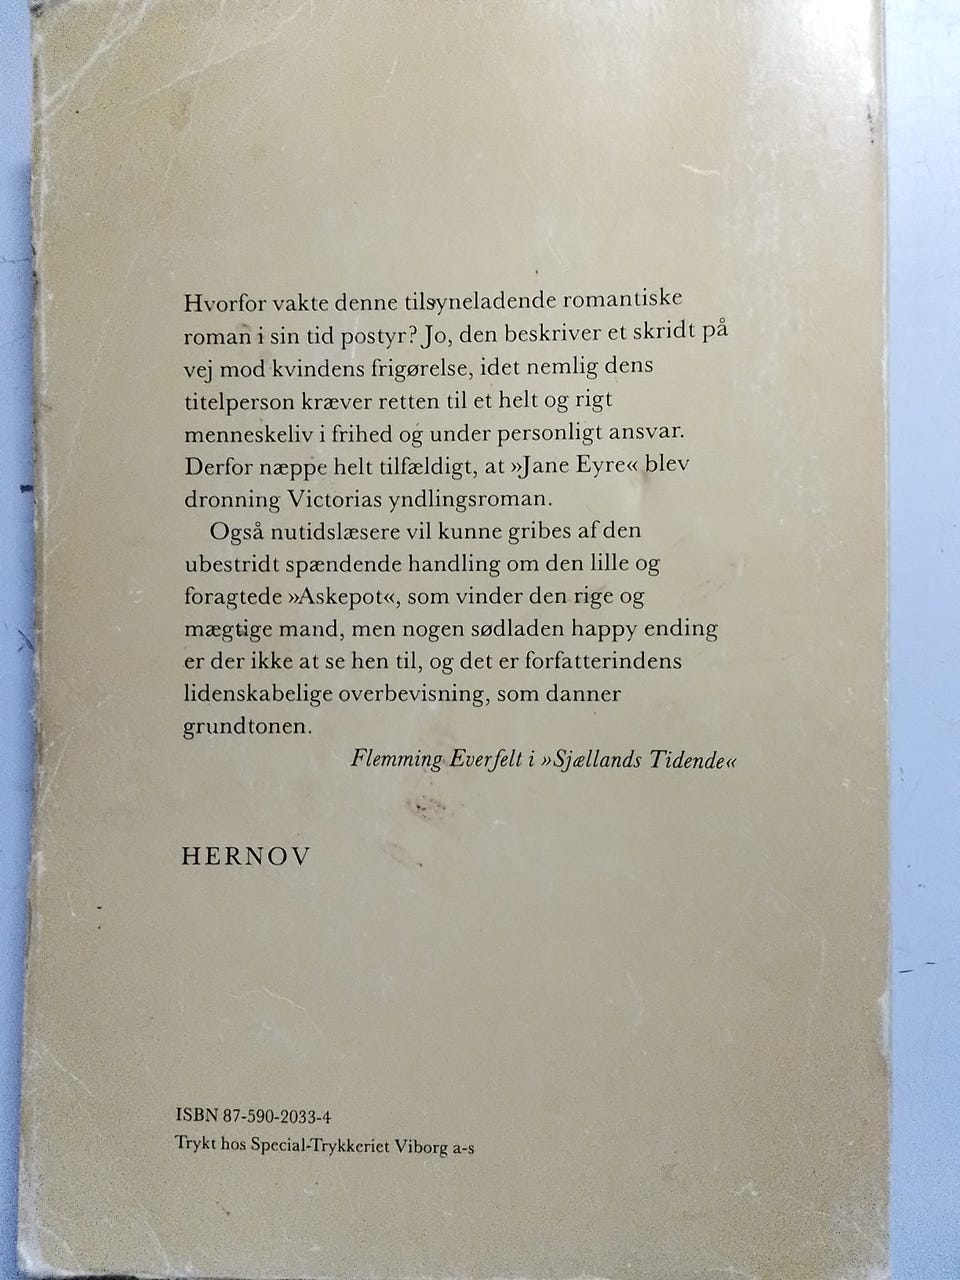 Hvorfor vakte denne tilsyneladende romantiske
roman i sin tid postyr? Jo, den beskriver et skridt på
vej mod kvindens frigørelse, idet nemlig dens
titelperson kræver retten til et helt og rigt
menneskeliv i frihed og under personligt ansvar.
Derfor næppe helt tilfældigt, at »Jane Eyre« blev
dronning Victorias yndlingsroman.
Også nutidslæsere vil kunne gribes af den
ubestridt spændende handling om den lille og
foragtede »Askepot«, som vinder den rige og
mægtige mand, men nogen sødladen happy ending
er der ikke at se hen til, og det er forfatterindens
lidenskabelige overbevisning, som danner
grundtonen.
Flemming Everfelt i »Sjællands Tidende«
HERNOV
ISBN 87-590-2033-4
Trykt hos Special-Trykkeriet Viborg a-s